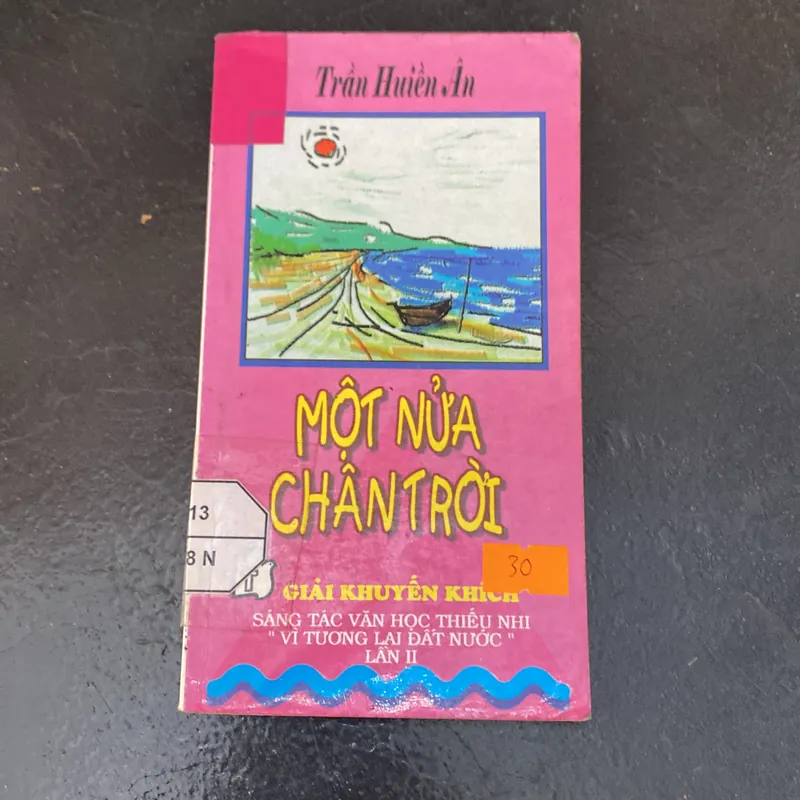 Trần Huiền Ân
MỘT NỬA
CHÂN TRỜI
13
8 N
30
GIẢI KHUYẾN KHÍCH
SÁNG TÁC VĂN HỌC THIẾU NHI
" VÌ TƯƠNG LAI ĐẤT NƯỚC "
LẦN II